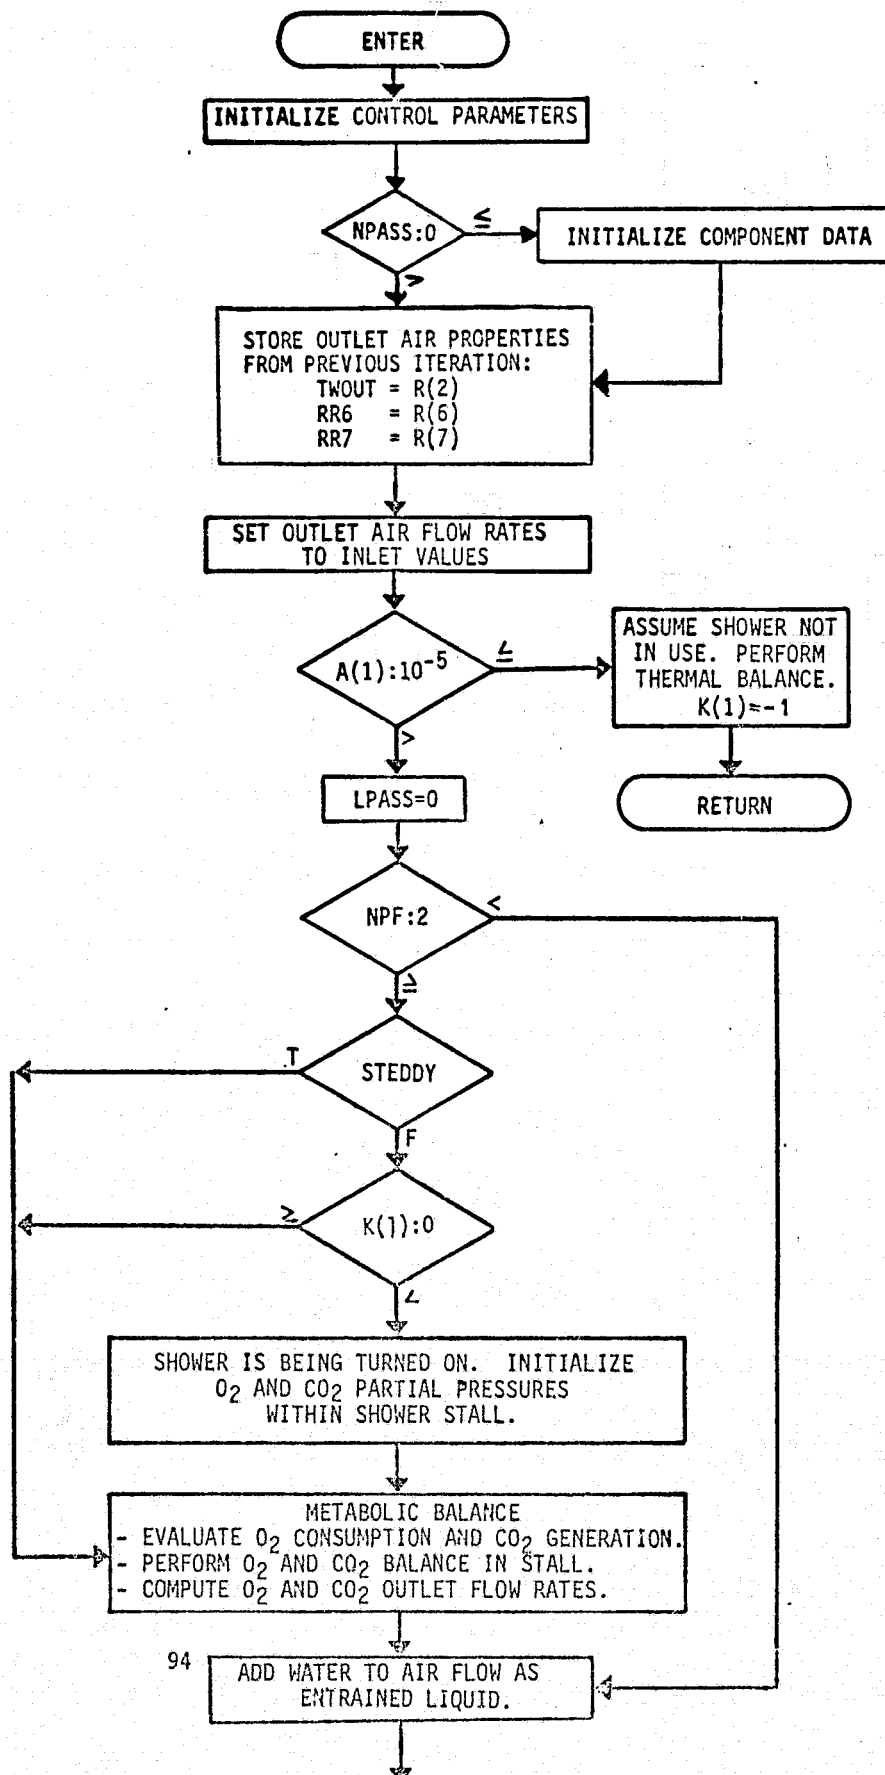 ENTER
INITIALIZE CONTROL PARAMETERS
NPASS:0
≤
INITIALIZE COMPONENT DATA
>
STORE OUTLET AIR PROPERTIES
FROM PREVIOUS ITERATION:
TWOUT = R(2)
RR6 = R(6)
RR7 = R(7)
SET OUTLET AIR FLOW RATES
TO INLET VALUES
A(1):10⁻⁵
≤
ASSUME SHOWER NOT
IN USE. PERFORM
THERMAL BALANCE.
K(1)=-1
>
RETURN
LPASS=0
NPF:2
<
≥
STEDDY
T
F
K(1):0
≥
<
SHOWER IS BEING TURNED ON. INITIALIZE
O₂ AND CO₂ PARTIAL PRESSURES
WITHIN SHOWER STALL.
METABOLIC BALANCE
- EVALUATE O₂ CONSUMPTION AND CO₂ GENERATION.
- PERFORM O₂ AND CO₂ BALANCE IN STALL.
- COMPUTE O₂ AND CO₂ OUTLET FLOW RATES.
94
ADD WATER TO AIR FLOW AS
ENTRAINED LIQUID.